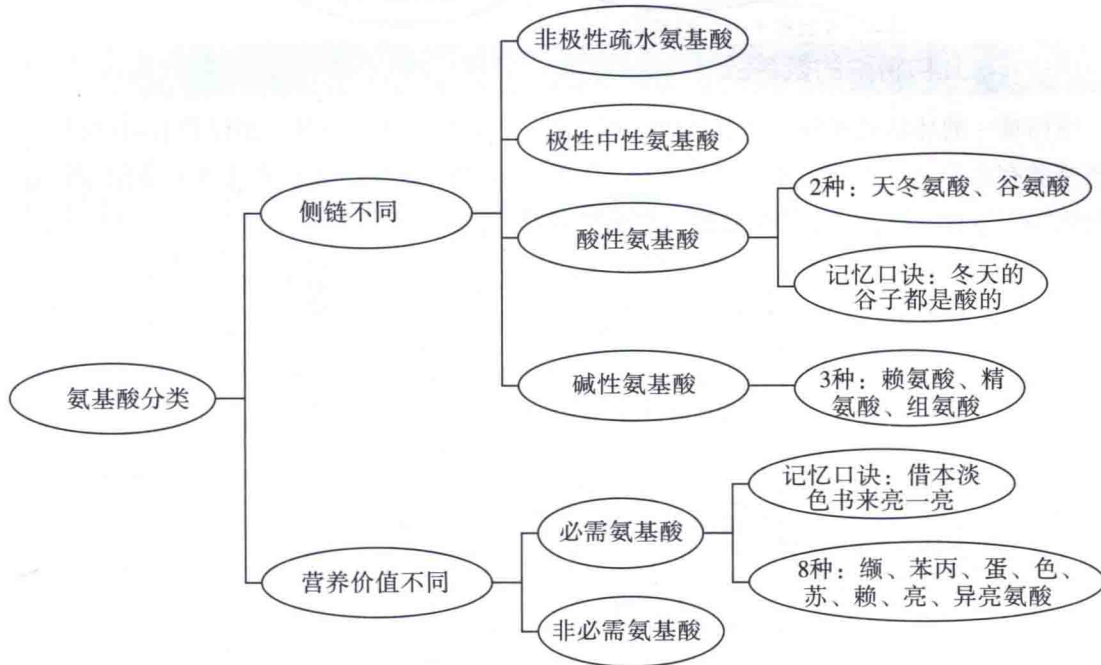 非极性疏水氨基酸
极性中性氨基酸
侧链不同
2种：天冬氨酸、谷氨酸
酸性氨基酸
记忆口诀：冬天的
谷子都是酸的
氨基酸分类
碱性氨基酸
3种：赖氨酸、精
氨酸、组氨酸
记忆口诀：借本淡
色书来亮一亮
必需氨基酸
营养价值不同
8种：缬、苯丙、蛋、色、
苏、赖、亮、异亮氨酸
非必需氨基酸